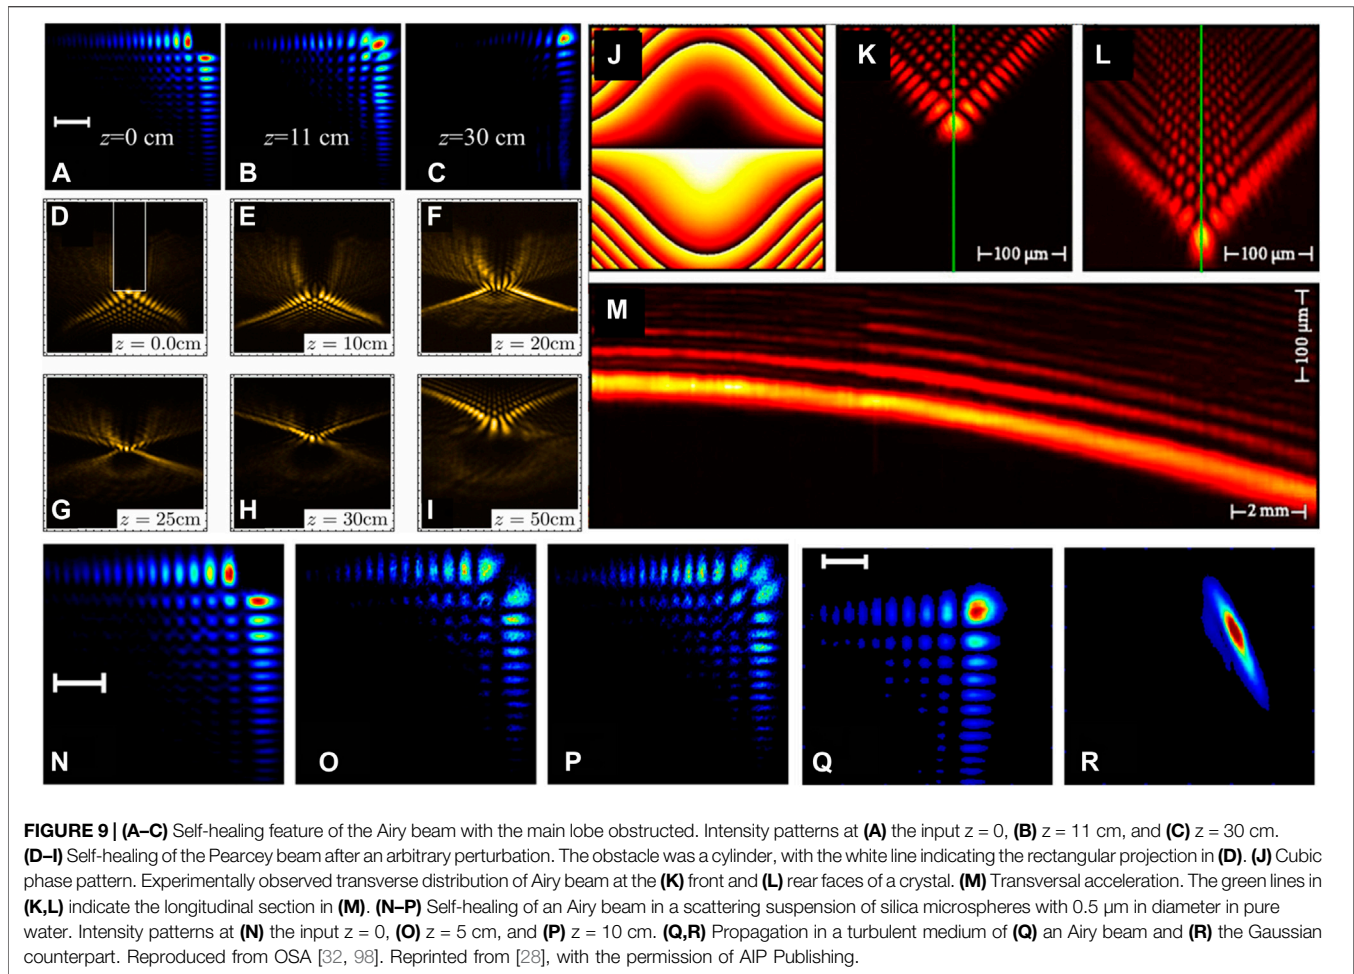 z=0 cm
A
z=11 cm
B
z=30 cm
C
D
z = 0.0cm
E
z = 10cm
F
z = 20cm
G
z = 25cm
H
z = 30cm
I
z = 50cm
J
K
100 µm
L
100 µm
M
100 µm
2 mm
N
O
P
Q
R
FIGURE 9 | (A–C) Self-healing feature of the Airy beam with the main lobe obstructed. Intensity patterns at (A) the input z = 0, (B) z = 11 cm, and (C) z = 30 cm.
(D–I) Self-healing of the Pearcey beam after an arbitrary perturbation. The obstacle was a cylinder, with the white line indicating the rectangular projection in (D). (J) Cubic
phase pattern. Experimentally observed transverse distribution of Airy beam at the (K) front and (L) rear faces of a crystal. (M) Transversal acceleration. The green lines in
(K,L) indicate the longitudinal section in (M). (N–P) Self-healing of an Airy beam in a scattering suspension of silica microspheres with 0.5 µm in diameter in pure
water. Intensity patterns at (N) the input z = 0, (O) z = 5 cm, and (P) z = 10 cm. (Q,R) Propagation in a turbulent medium of (Q) an Airy beam and (R) the Gaussian
counterpart. Reproduced from OSA [32, 98]. Reprinted from [28], with the permission of AIP Publishing.